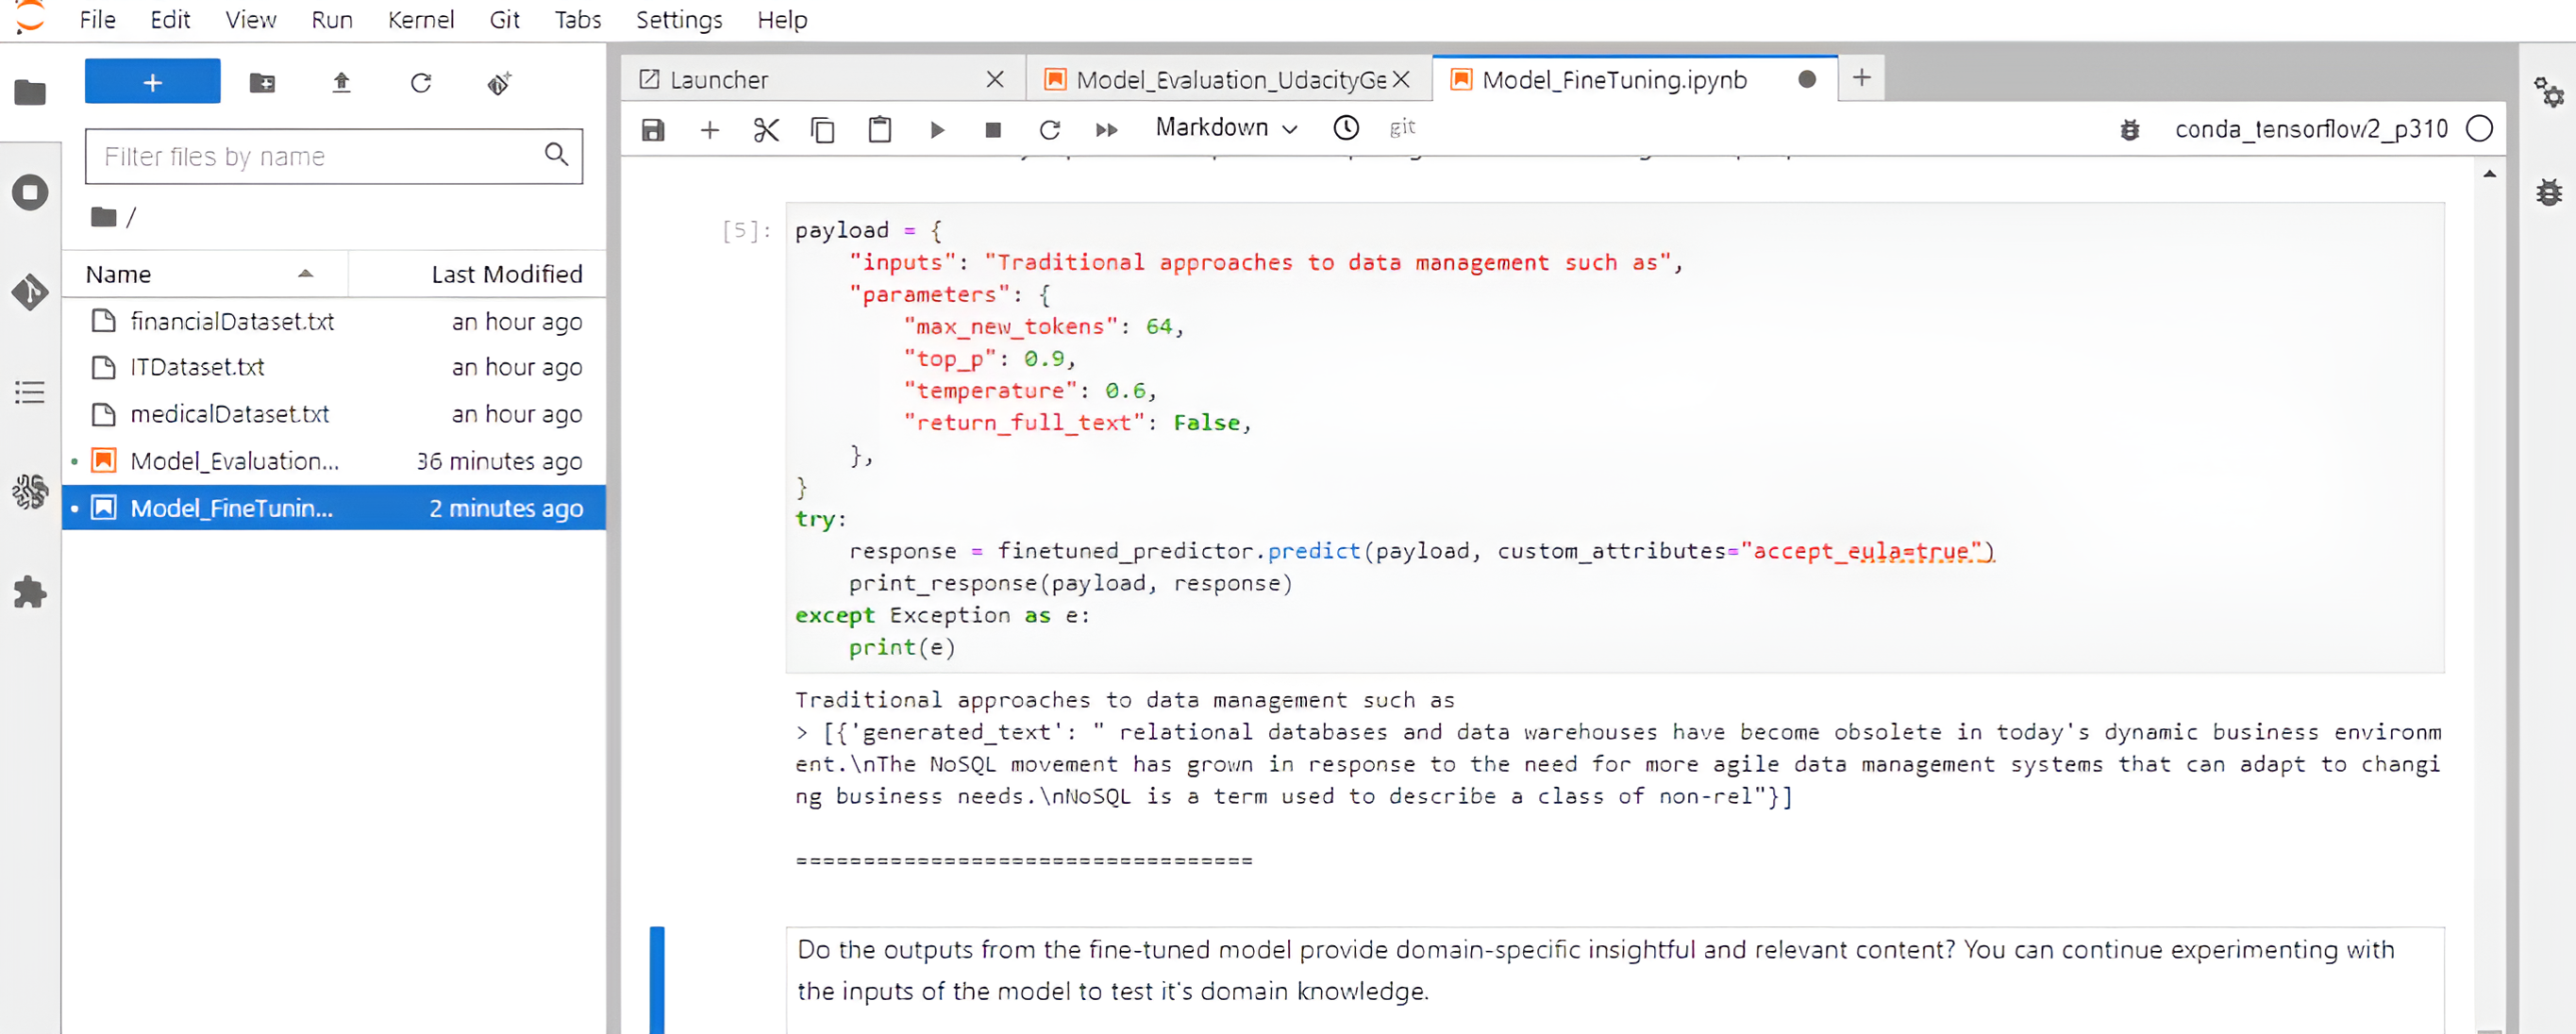 File Edit View Run Kernel Git Tabs Settings Help
Filter files by name
/
Name Last Modified
financialDataset.txt an hour ago
ITDataset.txt an hour ago
medicalDataset.txt an hour ago
Model_Evaluation... 36 minutes ago
Model_FineTunin... 2 minutes ago
Launcher Model_Evaluation_UdacityGe Model_FineTuning.ipynb
Markdown git conda_tensorflow2_p310
[5]: payload = {
"inputs": "Traditional approaches to data management such as",
"parameters": {
"max_new_tokens": 64,
"top_p": 0.9,
"temperature": 0.6,
"return_full_text": False,
},
}
try:
response = finetuned_predictor.predict(payload, custom_attributes="accept_eula=true")
print_response(payload, response)
except Exception as e:
print(e)
Traditional approaches to data management such as
> [{'generated_text': " relational databases and data warehouses have become obsolete in today's dynamic business environm
ent.\nThe NoSQL movement has grown in response to the need for more agile data management systems that can adapt to changi
ng business needs.\nNoSQL is a term used to describe a class of non-rel"}]
==================================
Do the outputs from the fine-tuned model provide domain-specific insightful and relevant content? You can continue experimenting with
the inputs of the model to test it's domain knowledge.